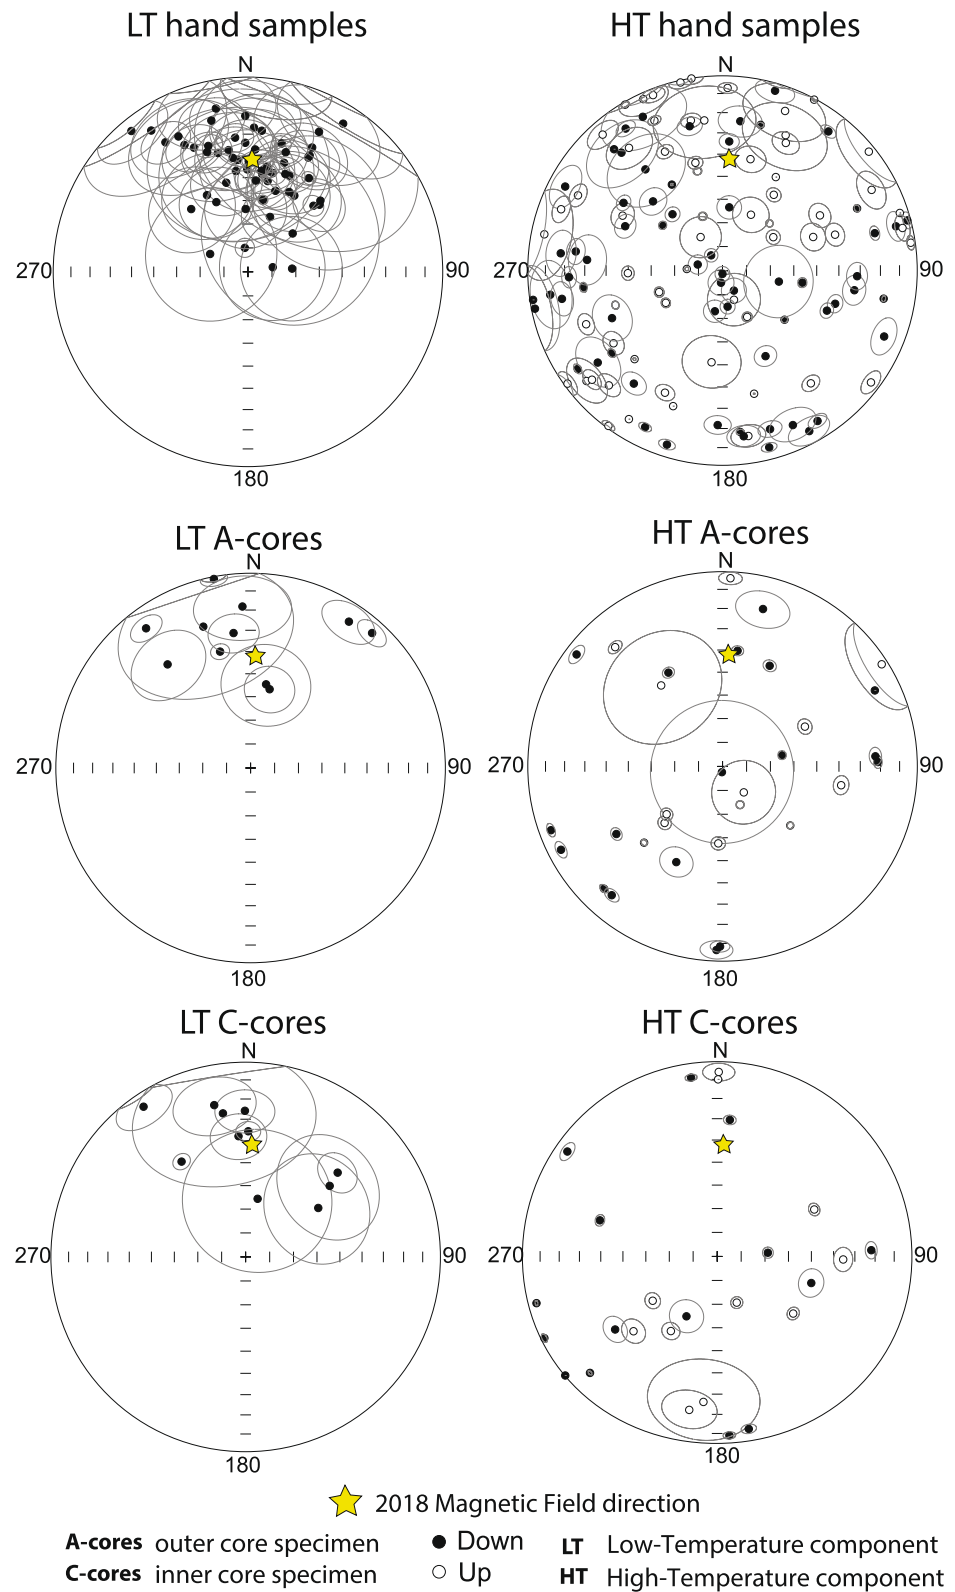 LT hand samples
HT hand samples
N
N
270
90
270
90
180
180
LT A-cores
HT A-cores
N
N
270
90
270
90
180
180
LT C-cores
HT C-cores
N
N
270
90
270
90
180
180
2018 Magnetic Field direction
A-cores outer core specimen
Down
LT Low-Temperature component
C-cores inner core specimen
Up
HT High-Temperature component